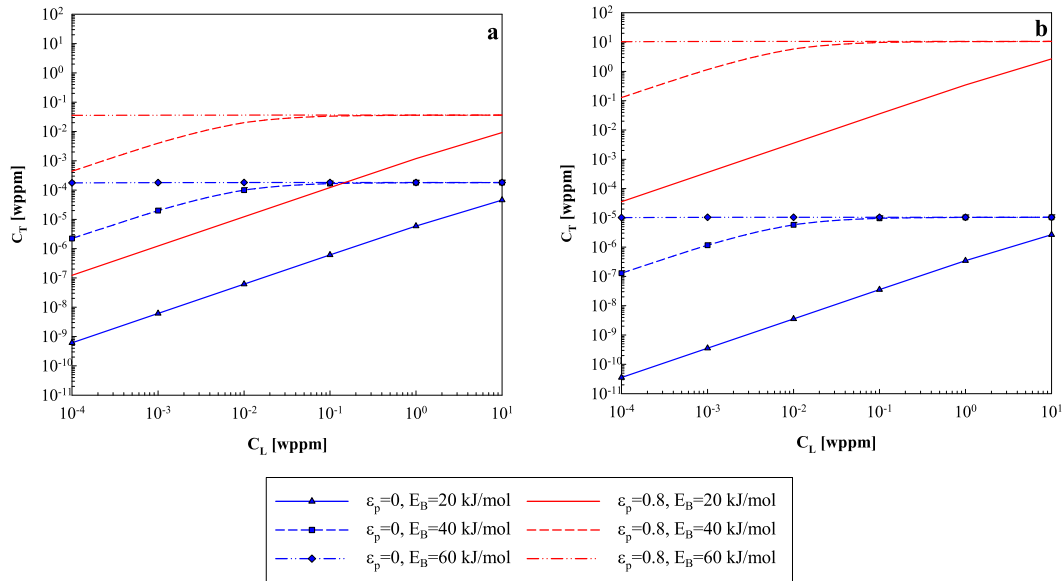 a
10²
10¹
10⁰
10⁻¹
10⁻²
10⁻³
10⁻⁴
10⁻⁵
10⁻⁶
10⁻⁷
10⁻⁸
10⁻⁹
10⁻¹⁰
10⁻¹¹
C_T [wppm]
10⁻⁴ 10⁻³ 10⁻² 10⁻¹ 10⁰ 10¹
C_L [wppm]
b
10²
10¹
10⁰
10⁻¹
10⁻²
10⁻³
10⁻⁴
10⁻⁵
10⁻⁶
10⁻⁷
10⁻⁸
10⁻⁹
10⁻¹⁰
10⁻¹¹
C_T [wppm]
10⁻⁴ 10⁻³ 10⁻² 10⁻¹ 10⁰ 10¹
C_L [wppm]
ε_p=0, E_B=20 kJ/mol ε_p=0.8, E_B=20 kJ/mol
ε_p=0, E_B=40 kJ/mol ε_p=0.8, E_B=40 kJ/mol
ε_p=0, E_B=60 kJ/mol ε_p=0.8, E_B=60 kJ/mol